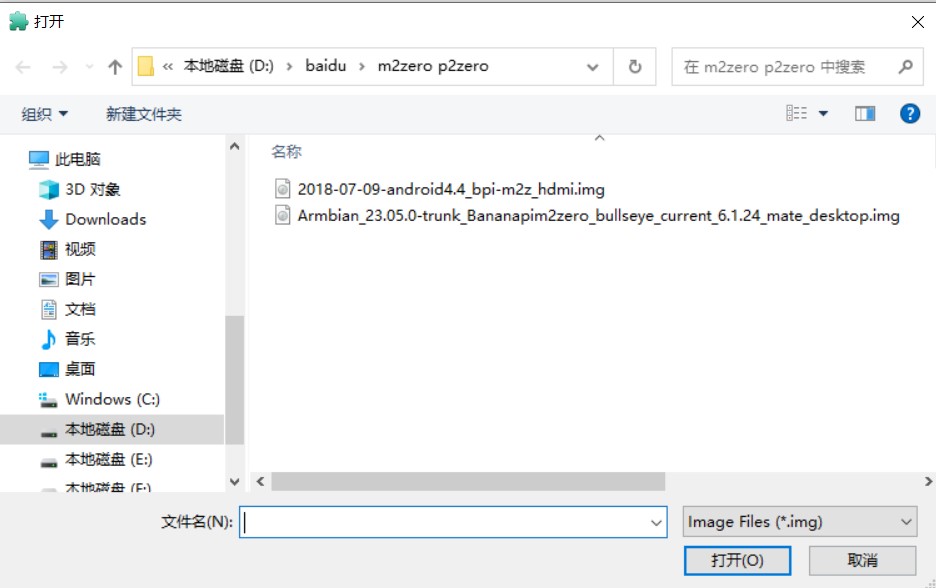 打开
« 本地磁盘 (D:) › baidu › m2zero p2zero
在 m2zero p2zero 中搜索
组织
新建文件夹
名称
此电脑
3D 对象
Downloads
视频
图片
文档
音乐
桌面
Windows (C:)
本地磁盘 (D:)
本地磁盘 (E:)
本地磁盘 (F:)
2018-07-09-android4.4_bpi-m2z_hdmi.img
Armbian_23.05.0-trunk_Bananapim2zero_bullseye_current_6.1.24_mate_desktop.img
文件名(N):
Image Files (*.img)
打开(O)
取消